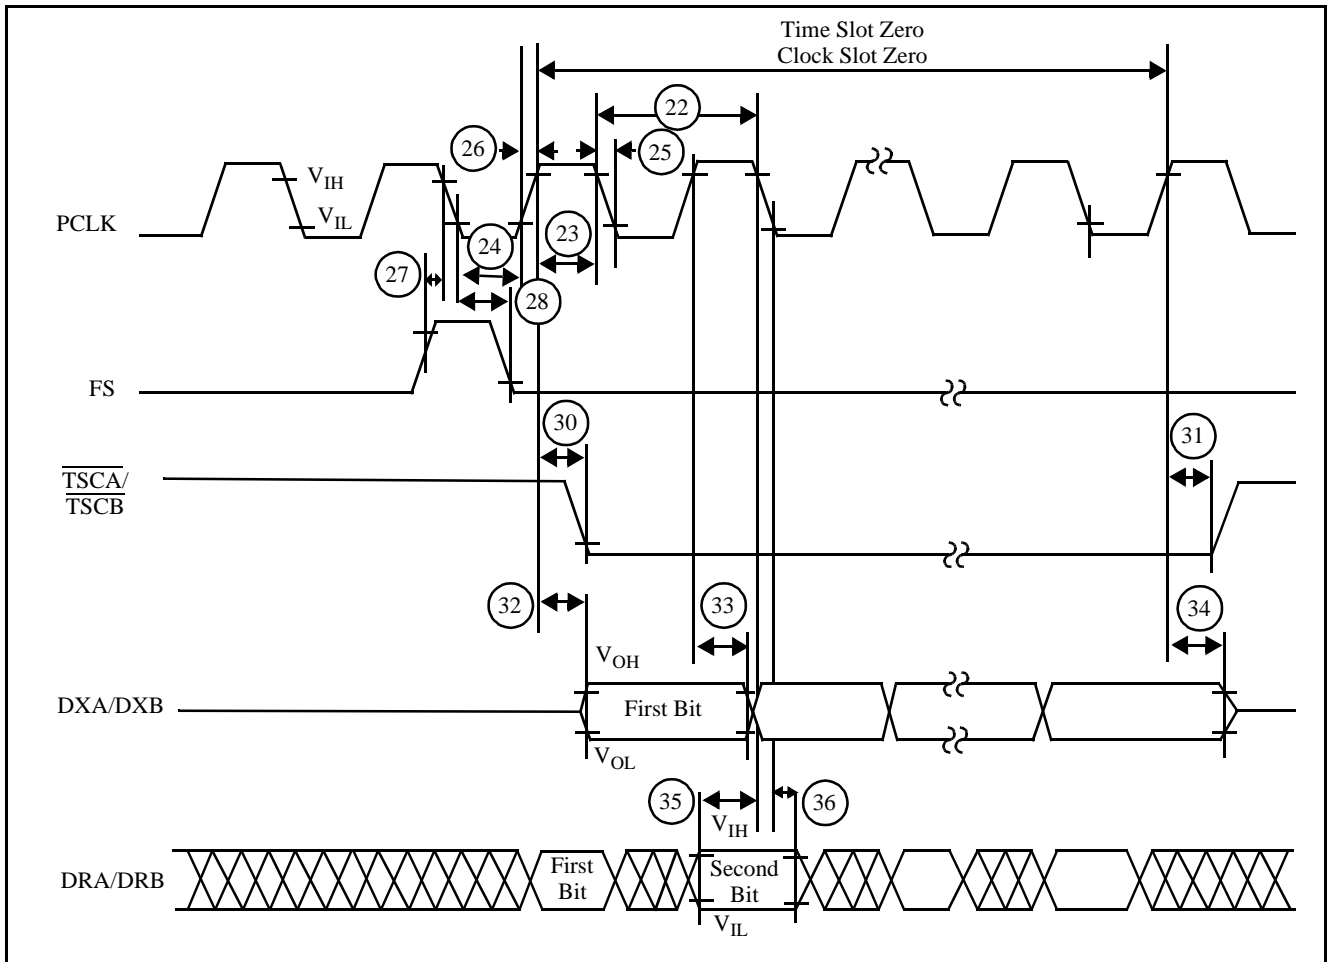 Time Slot Zero
Clock Slot Zero
22
26
25
VIH
VIL
PCLK
23
24
27
28
FS
30
31
TSCA/
TSCB
32
33
34
VOH
DXA/DXB
First Bit
VOL
35
36
VIH
DRA/DRB
First
Bit
Second
Bit
VIL